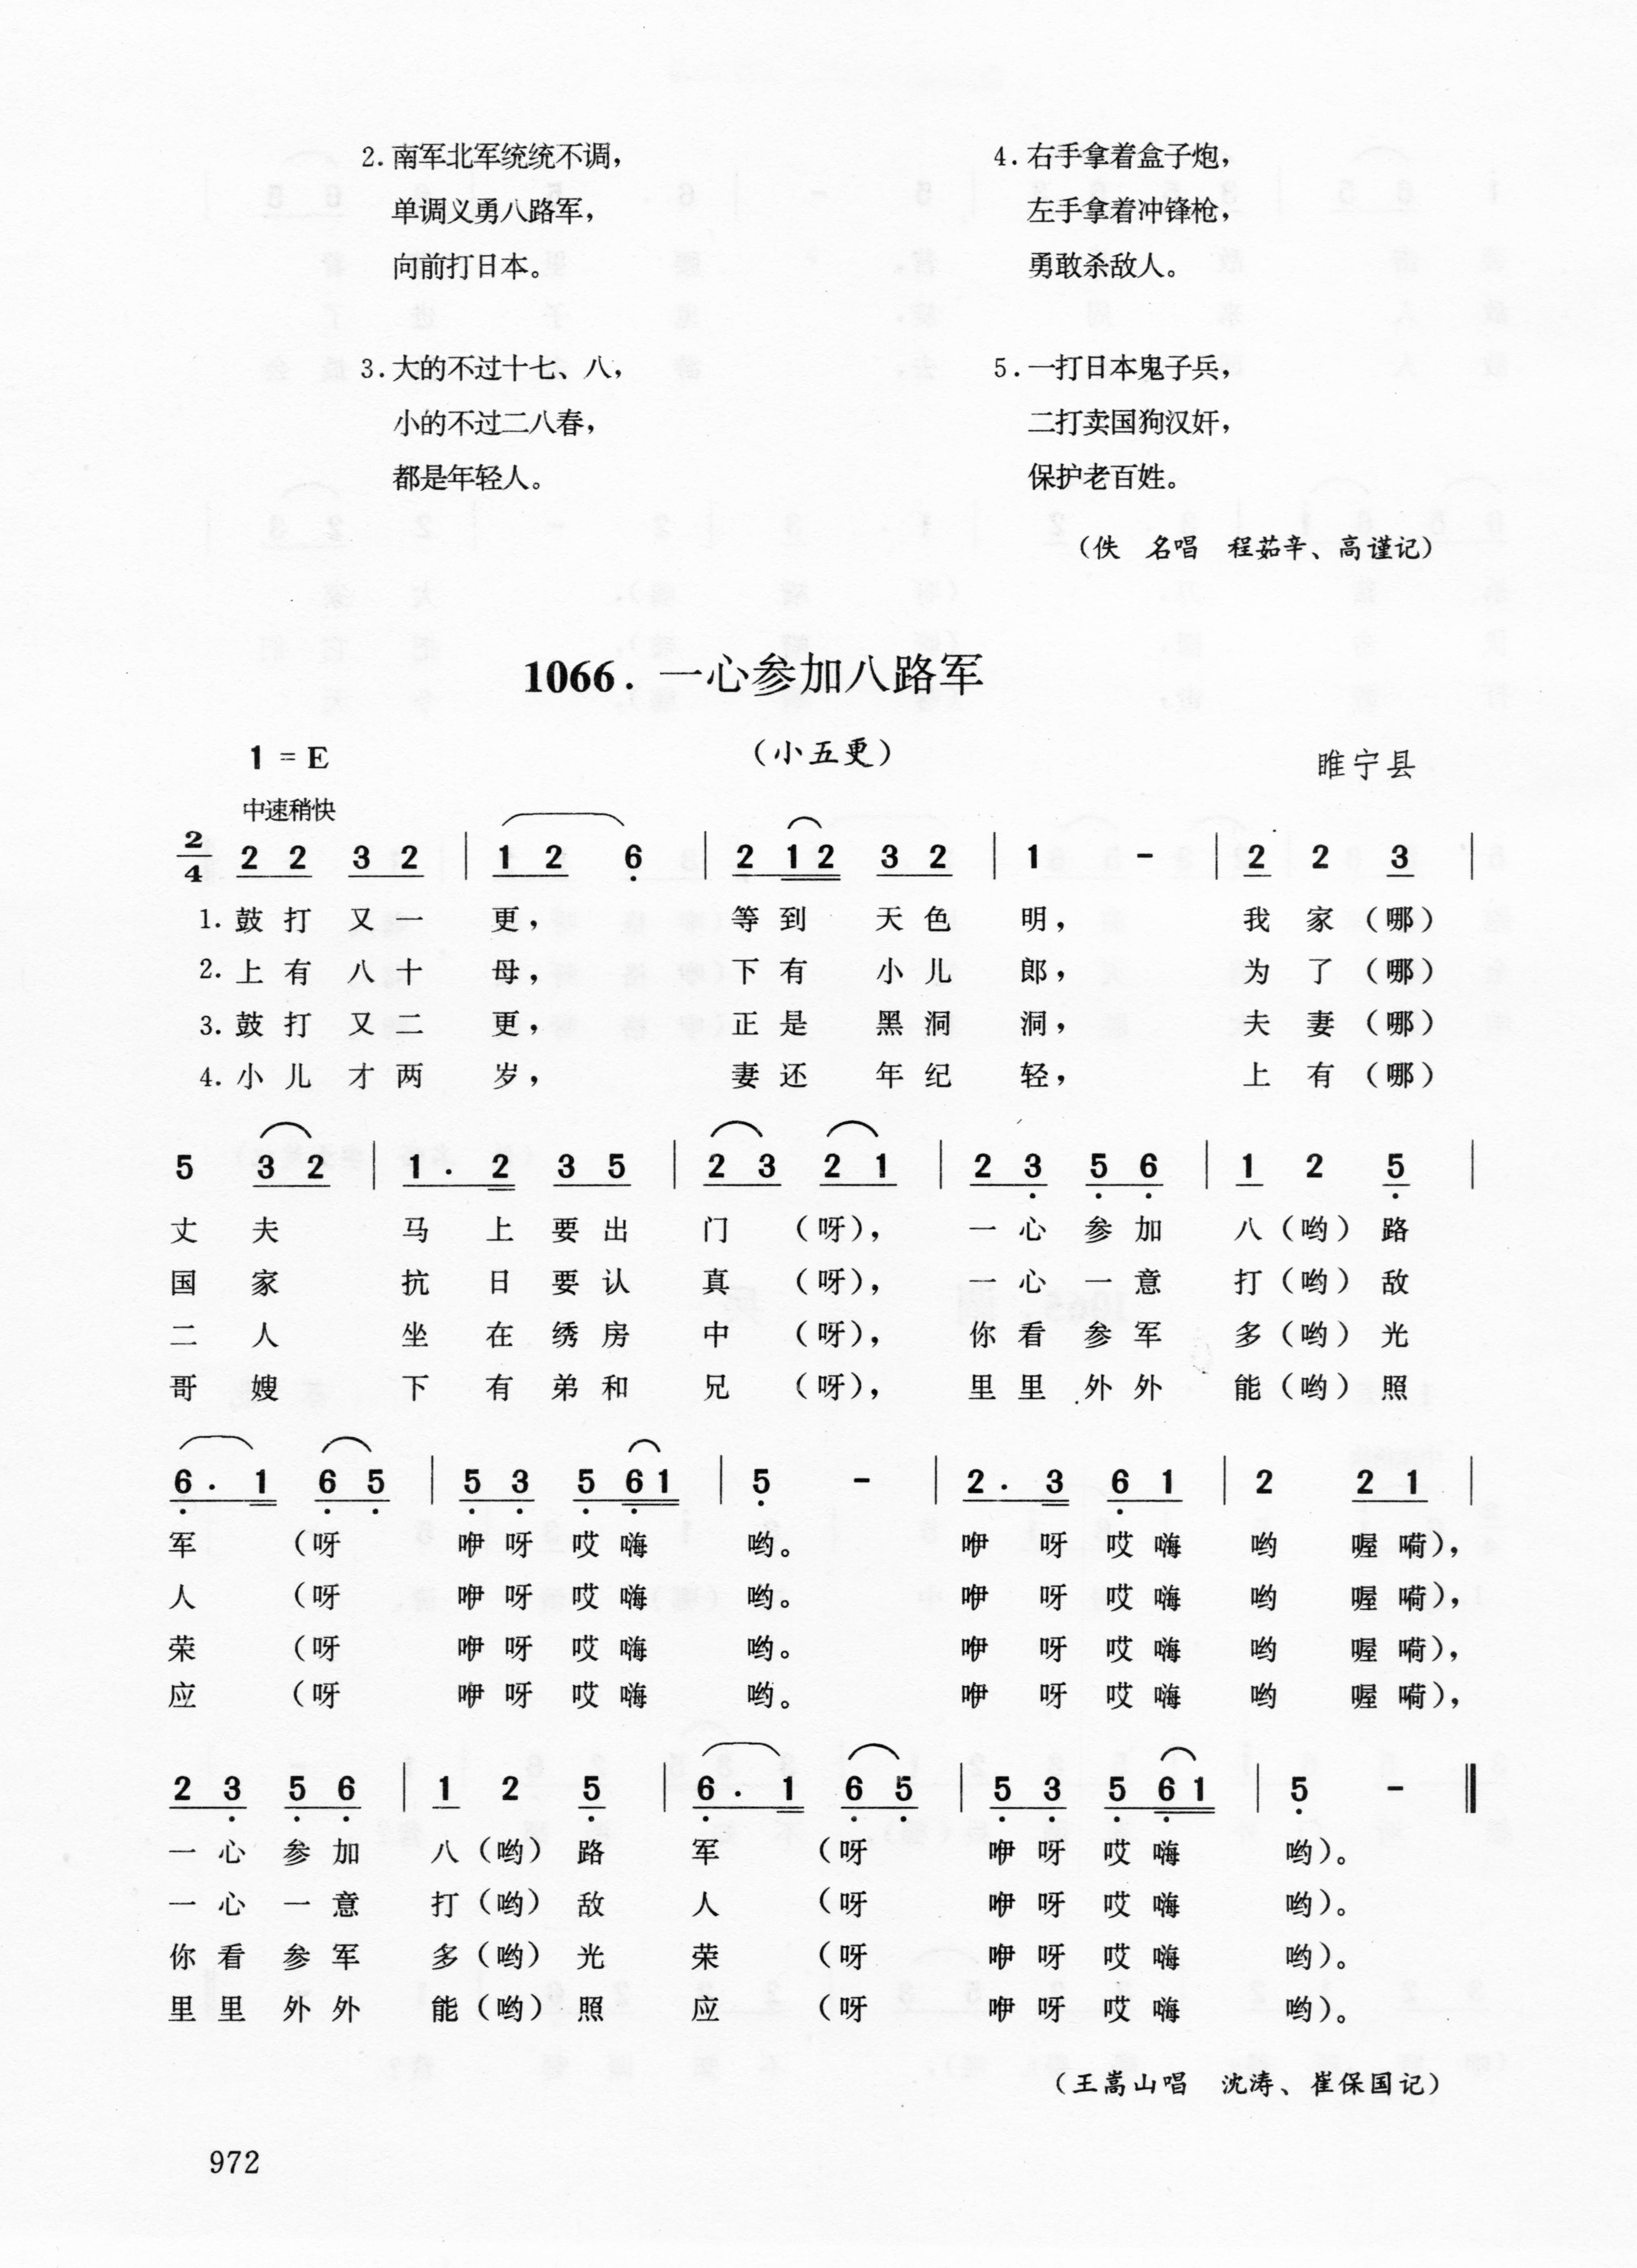 2.南军北军统统不调，
单调义勇八路军，
向前打日本。
3.大的不过十七、八，
小的不过二八春，
都是年轻人。
4.右手拿着盒子炮，
左手拿着冲锋枪，
勇敢杀敌人。
5.一打日本鬼子兵，
二打卖国狗汉奸，
保护老百姓。
（佚 名唱 程茹辛、高谨记）
1066. 一心参加八路军
（小五更）
1 = E
睢宁县
中速稍快
2/4 2 2 3 2 | 1 2 6 | 2 1 2 3 2 | 1 - | 2 2 3 |
1. 鼓 打 又 一 更， 等 到 天 色 明， 我 家（哪）
2. 上 有 八 十 母， 下 有 小 儿 郎， 为 了（哪）
3. 鼓 打 又 二 更， 正 是 黑 洞 洞， 夫 妻（哪）
4. 小 儿 才 两 岁， 妻 还 年 纪 轻， 上 有（哪）
5 3 2 | 1 . 2 3 5 | 2 3 2 1 | 2 3 5 6 | 1 2 5 |
丈 夫 马 上 要 出 门 （呀）， 一 心 参 加 八（哟）路
国 家 抗 日 要 认 真 （呀）， 一 心 一 意 打（哟）敌
二 人 坐 在 绣 房 中 （呀）， 你 看 参 军 多（哟）光
哥 嫂 下 有 弟 和 兄 （呀）， 里 里 外 外 能（哟）照
6 . 1 6 5 | 5 3 5 6 1 | 5 - | 2 . 3 6 1 | 2 2 1 |
军 （呀 咿 呀 哎 嗨 哟。 咿 呀 哎 嗨 哟 喔 嗬），
人 （呀 咿 呀 哎 嗨 哟。 咿 呀 哎 嗨 哟 喔 嗬），
荣 （呀 咿 呀 哎 嗨 哟。 咿 呀 哎 嗨 哟 喔 嗬），
应 （呀 咿 呀 哎 嗨 哟。 咿 呀 哎 嗨 哟 喔 嗬），
2 3 5 6 | 1 2 5 | 6 . 1 6 5 | 5 3 5 6 1 | 5 - ‖
一 心 参 加 八（哟）路 军 （呀 咿 呀 哎 嗨 哟）。
一 心 一 意 打（哟）敌 人 （呀 咿 呀 哎 嗨 哟）。
你 看 参 军 多（哟）光 荣 （呀 咿 呀 哎 嗨 哟）。
里 里 外 外 能（哟）照 应 （呀 咿 呀 哎 嗨 哟）。
（王嵩山唱 沈涛、崔保国记）
972